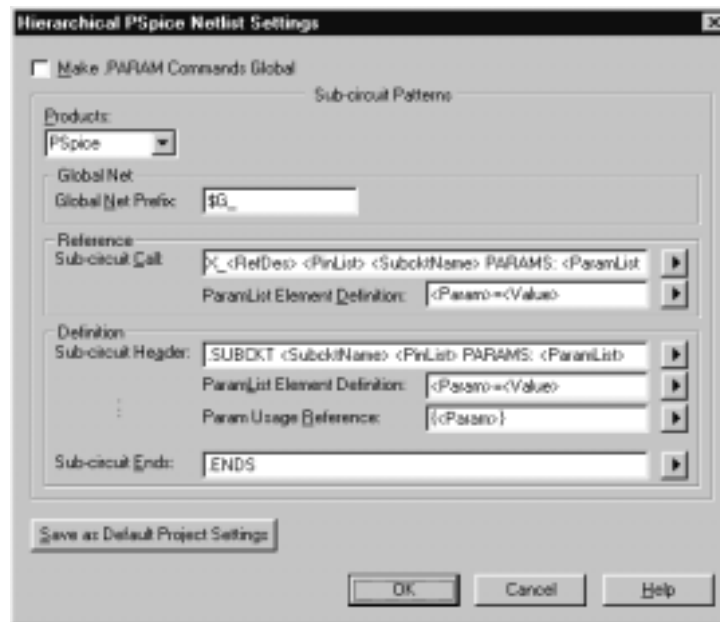 Hierarchical PSpice Netlist Settings
Make .PARAM Commands Global
Sub-circuit Patterns
Products:
PSpice
Global Net
Global Net Prefix: $G_
Reference
Sub-circuit Call: X_<RefDes> <PinList> <SubcktName> PARAMS: <ParamList
ParamList Element Definition: <Param>=<Value>
Definition
Sub-circuit Header: .SUBCKT <SubcktName> <PinList> PARAMS: <ParamList>
ParamList Element Definition: <Param>=<Value>
Param Usage Reference: {<Param>}
Sub-circuit Ends: .ENDS
Save as Default Project Settings
OK Cancel Help